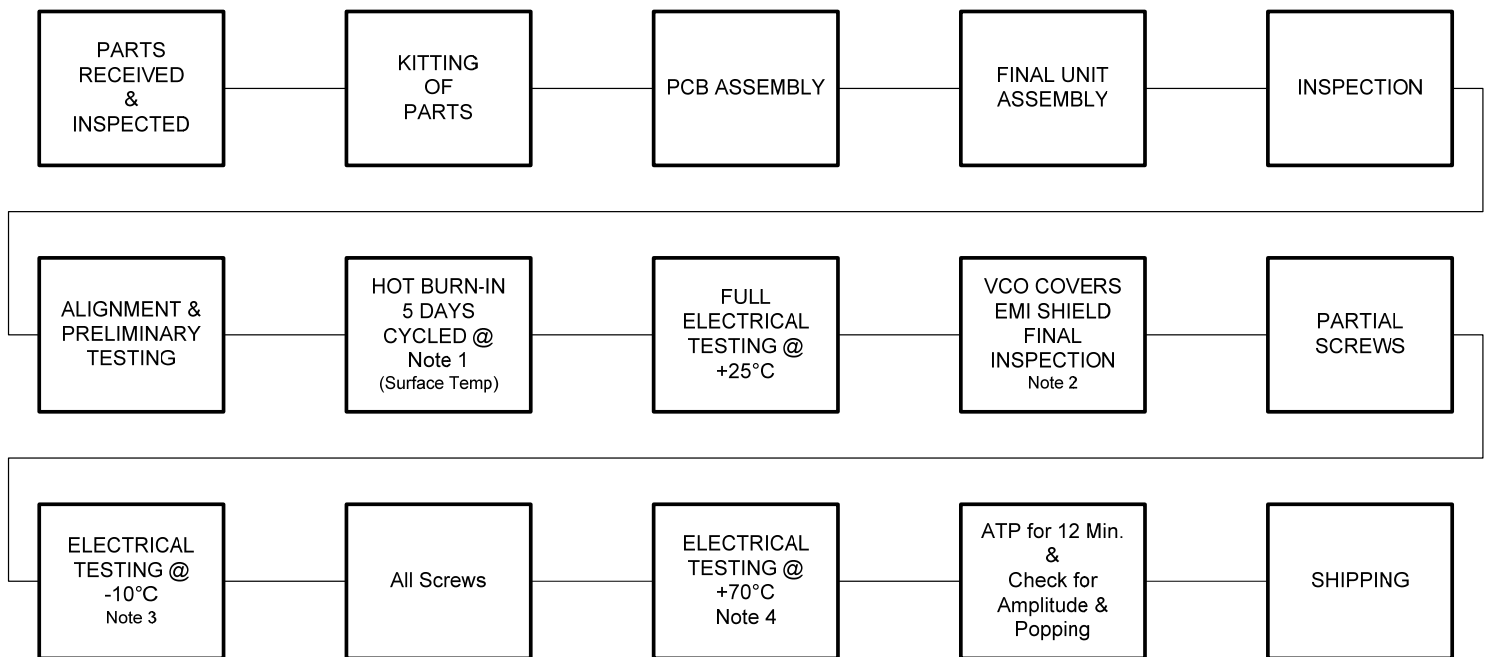 PARTS
RECEIVED
&
INSPECTED
KITTING
OF
PARTS
PCB ASSEMBLY
FINAL UNIT
ASSEMBLY
INSPECTION
ALIGNMENT &
PRELIMINARY
TESTING
HOT BURN-IN
5 DAYS
CYCLED @
Note 1
(Surface Temp)
FULL
ELECTRICAL
TESTING @
+25°C
VCO COVERS
EMI SHIELD
FINAL
INSPECTION
Note 2
PARTIAL
SCREWS
ELECTRICAL
TESTING @
-10°C
Note 3
All Screws
ELECTRICAL
TESTING @
+70°C
Note 4
ATP for 12 Min.
&
Check for
Amplitude &
Popping
SHIPPING